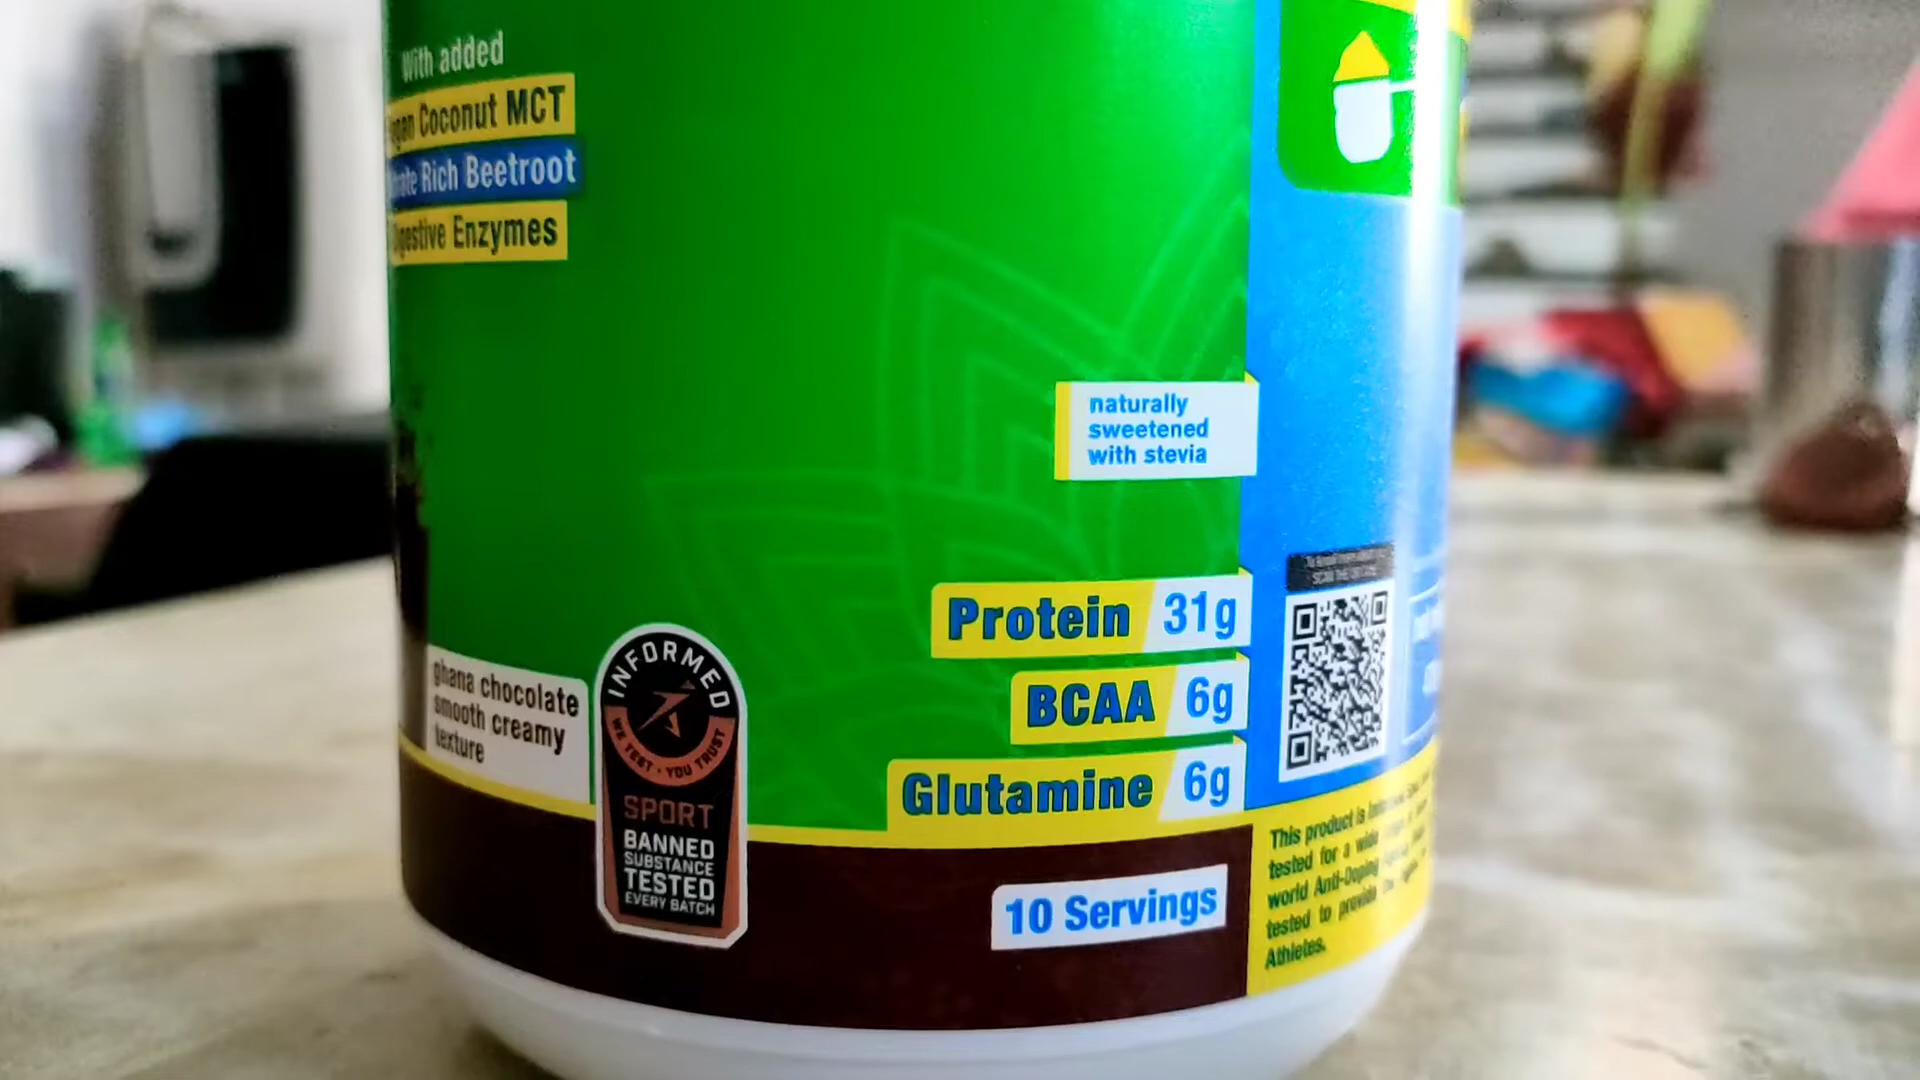 With added
Coconut MCT
Rich Beetroot
Digestive Enzymes
naturally
sweetened
with stevia
Protein 31g
BCAA 6g
Glutamine 6g
ghana chocolate
smooth creamy
texture
INFORMED
WE TEST • YOU TRUST
SPORT
BANNED
SUBSTANCE
TESTED
EVERY BATCH
10 Servings
This product is
tested for a wide
world Anti-Doping
tested to provide
Athletes.